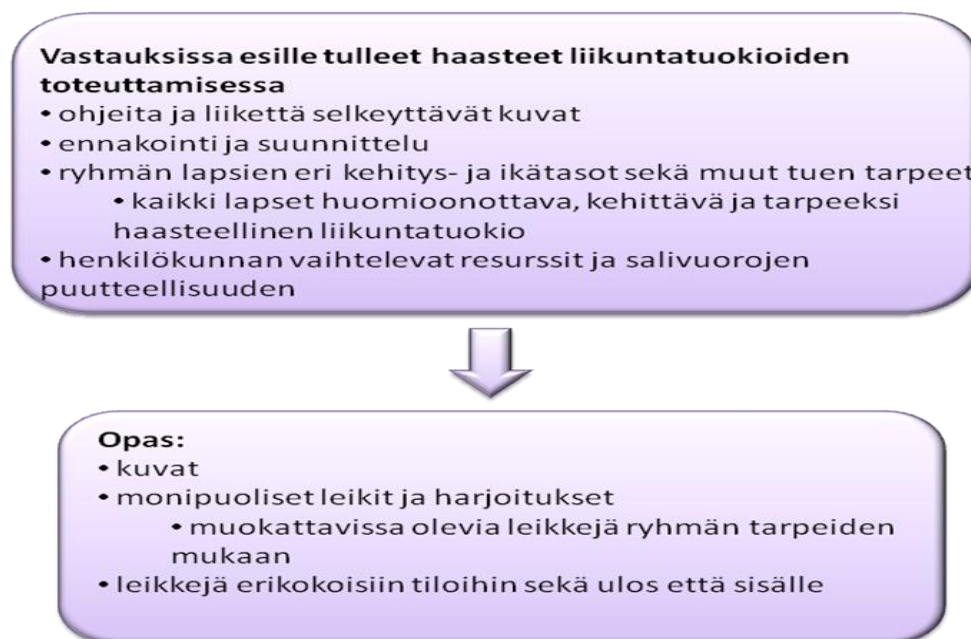 Vastauksissa esille tulleet haasteet liikuntatuokioiden
toteuttamisessa
• ohjeita ja liikettä selkeyttävät kuvat
• ennakointi ja suunnittelu
• ryhmän lapsien eri kehitys- ja ikätasot sekä muut tuen tarpeet
• kaikki lapset huomioonottava, kehittävä ja tarpeeksi
haasteellinen liikuntatuokio
• henkilökunnan vaihtelevat resurssit ja salivuorojen
puutteellisuuden
Opas:
• kuvat
• monipuoliset leikit ja harjoitukset
• muokattavissa olevia leikkejä ryhmän tarpeiden
mukaan
• leikkejä erikokoisiin tiloihin sekä ulos että sisälle